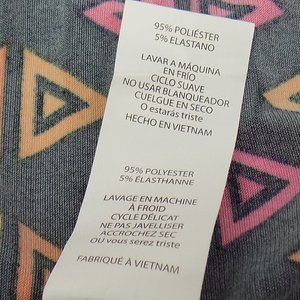 95% POLIÉSTER
5% ELASTANO
LAVAR A MÁQUINA
EN FRÍO
CICLO SUAVE
NO USAR BLANQUEADOR
CUELGUE EN SECO
O estarás triste
HECHO EN VIETNAM
95% POLYESTER
5% ÉLASTHANNE
LAVAGE EN MACHINE
À FROID
CYCLE DÉLICAT
NE PAS JAVELLISER
ACCROCHEZ SEC
OU vous serez triste
FABRIQUÉ À VIETNAM